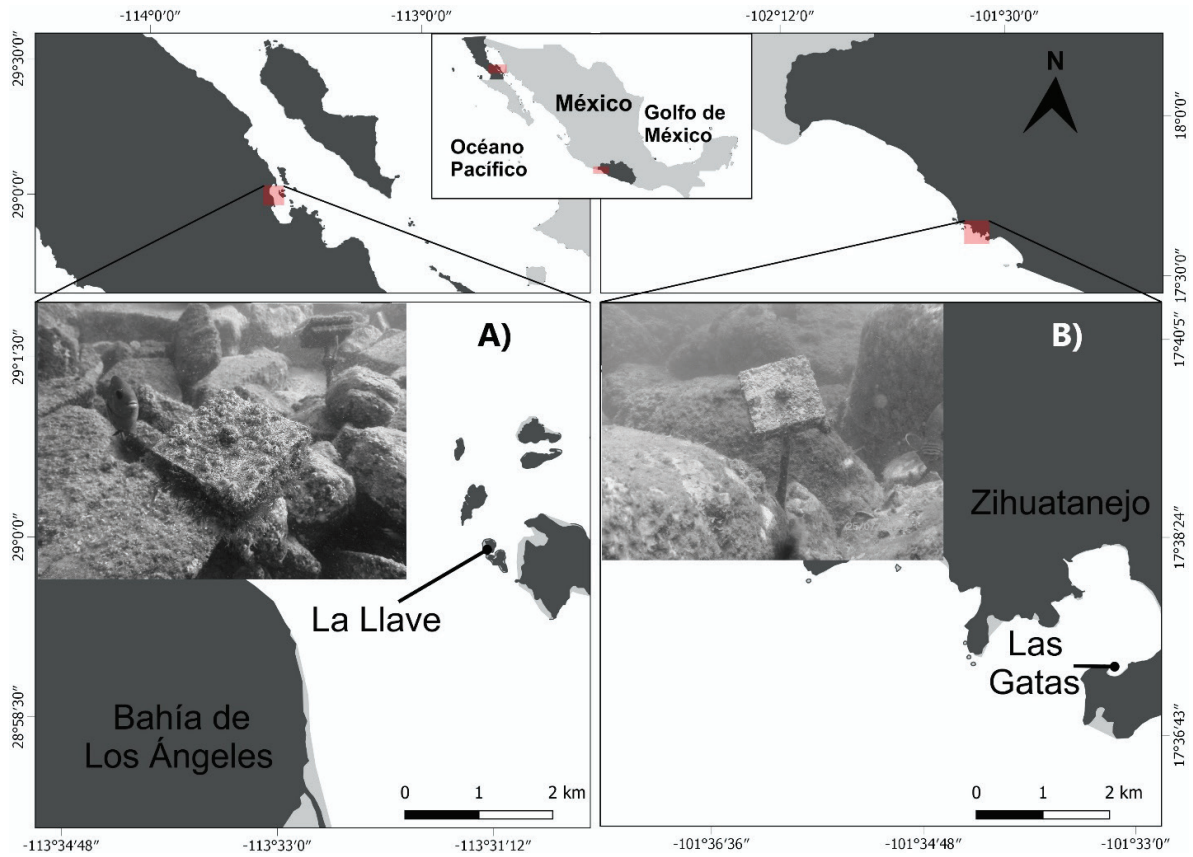 -114°0′0″
-113°0′0″
-102°12′0″
-101°30′0″
29°30′0″
29°0′0″
México
Golfo de
México
Océano
Pacífico
N
18°0′0″
17°30′0″
A)
29°1′30″
29°0′0″
28°58′30″
La Llave
Bahía de
Los Ángeles
0 1 2 km
-113°34′48″
-113°33′0″
-113°31′12″
B)
Zihuatanejo
Las
Gatas
0 1 2 km
17°40′5″
17°38′24″
17°36′43″
-101°36′36″
-101°34′48″
-101°33′0″